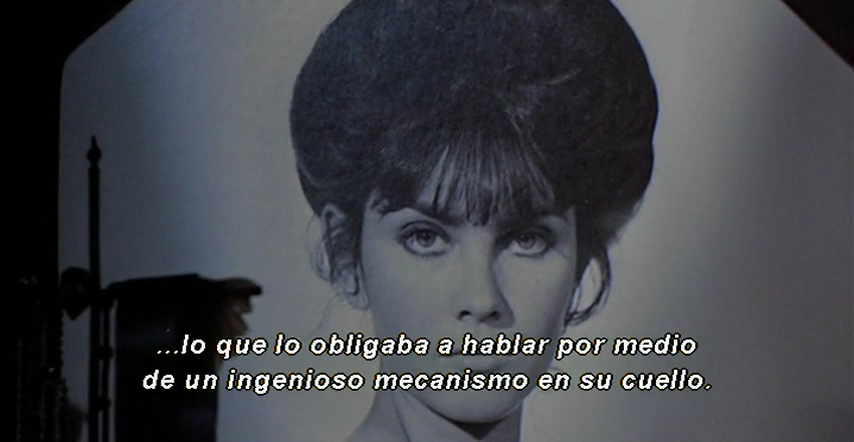 ...lo que lo obligaba a hablar por medio
de un ingenioso mecanismo en su cuello.